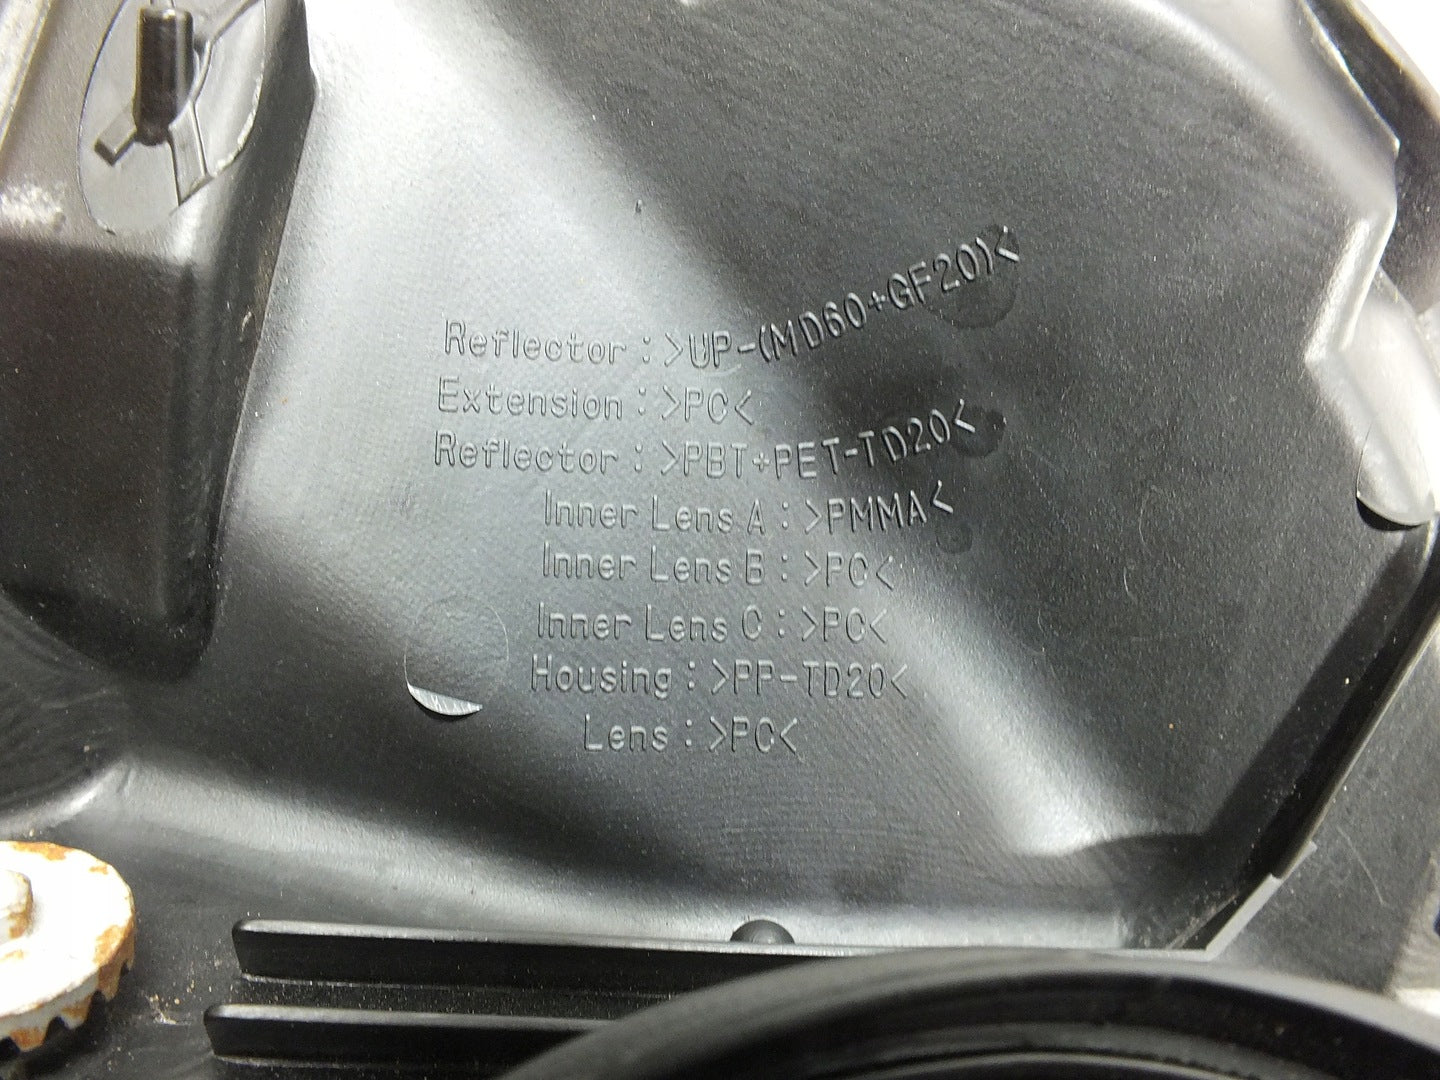 Reflector : >UP-(MD60+GF20)<
Extension : >PC<
Reflector : >PBT+PET-TD20<
Inner Lens A : >PMMA<
Inner Lens B : >PC<
Inner Lens C : >PC<
Housing : >PP-TD20<
Lens : >PC<